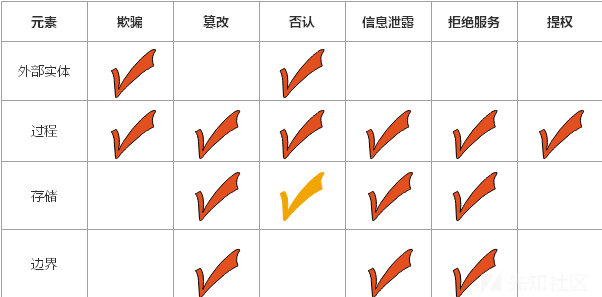 元素 欺骗 篡改 否认 信息泄露 拒绝服务 提权
外部实体
过程
存储
边界
先知社区